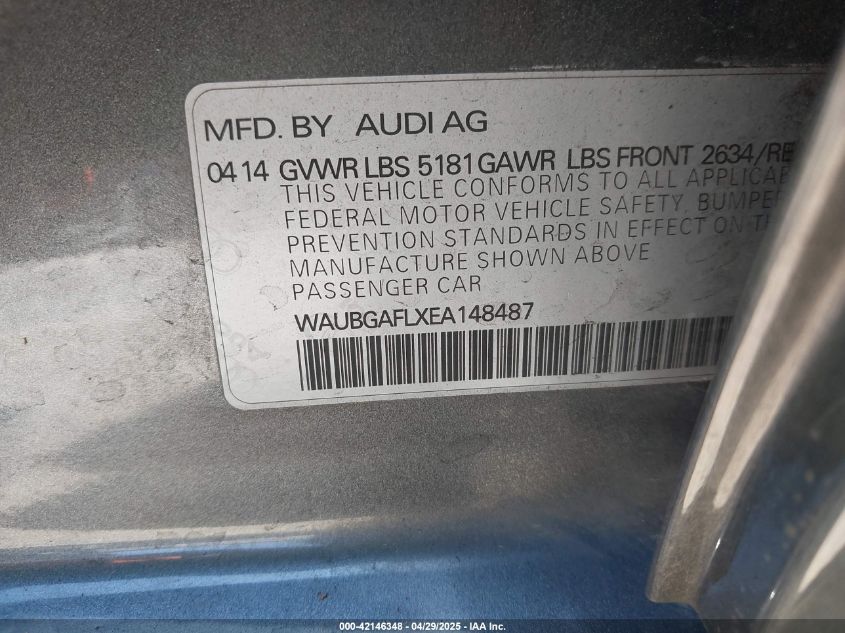 MFD. BY AUDI AG
04 14 GVWR LBS 5181 GAWR LBS FRONT 2634/RE
THIS VEHICLE CONFORMS TO ALL APPLICAB
FEDERAL MOTOR VEHICLE SAFETY, BUMPER
PREVENTION STANDARDS IN EFFECT ON TH
MANUFACTURE SHOWN ABOVE
PASSENGER CAR
WAUBGAFLXEA148487
000-42146348 - 04/29/2025 - IAA Inc.